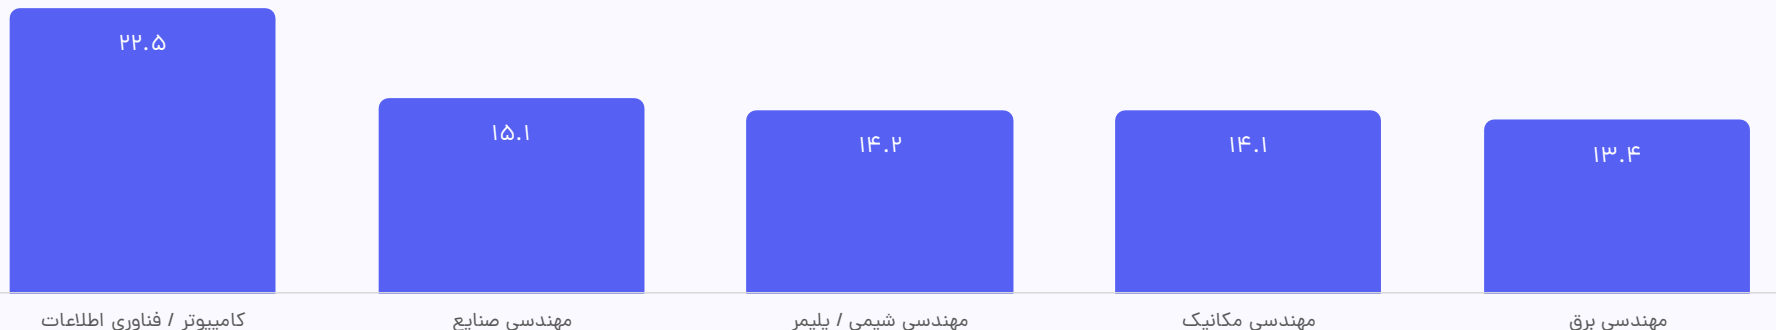 ۲۲.۵
۱۵.۱
۱۴.۲
۱۴.۱
۱۳.۴
کامپیوتر / فناوری اطلاعات
مهندسی صنایع
مهندسی شیمی / پلیمر
مهندسی مکانیک
مهندسی برق